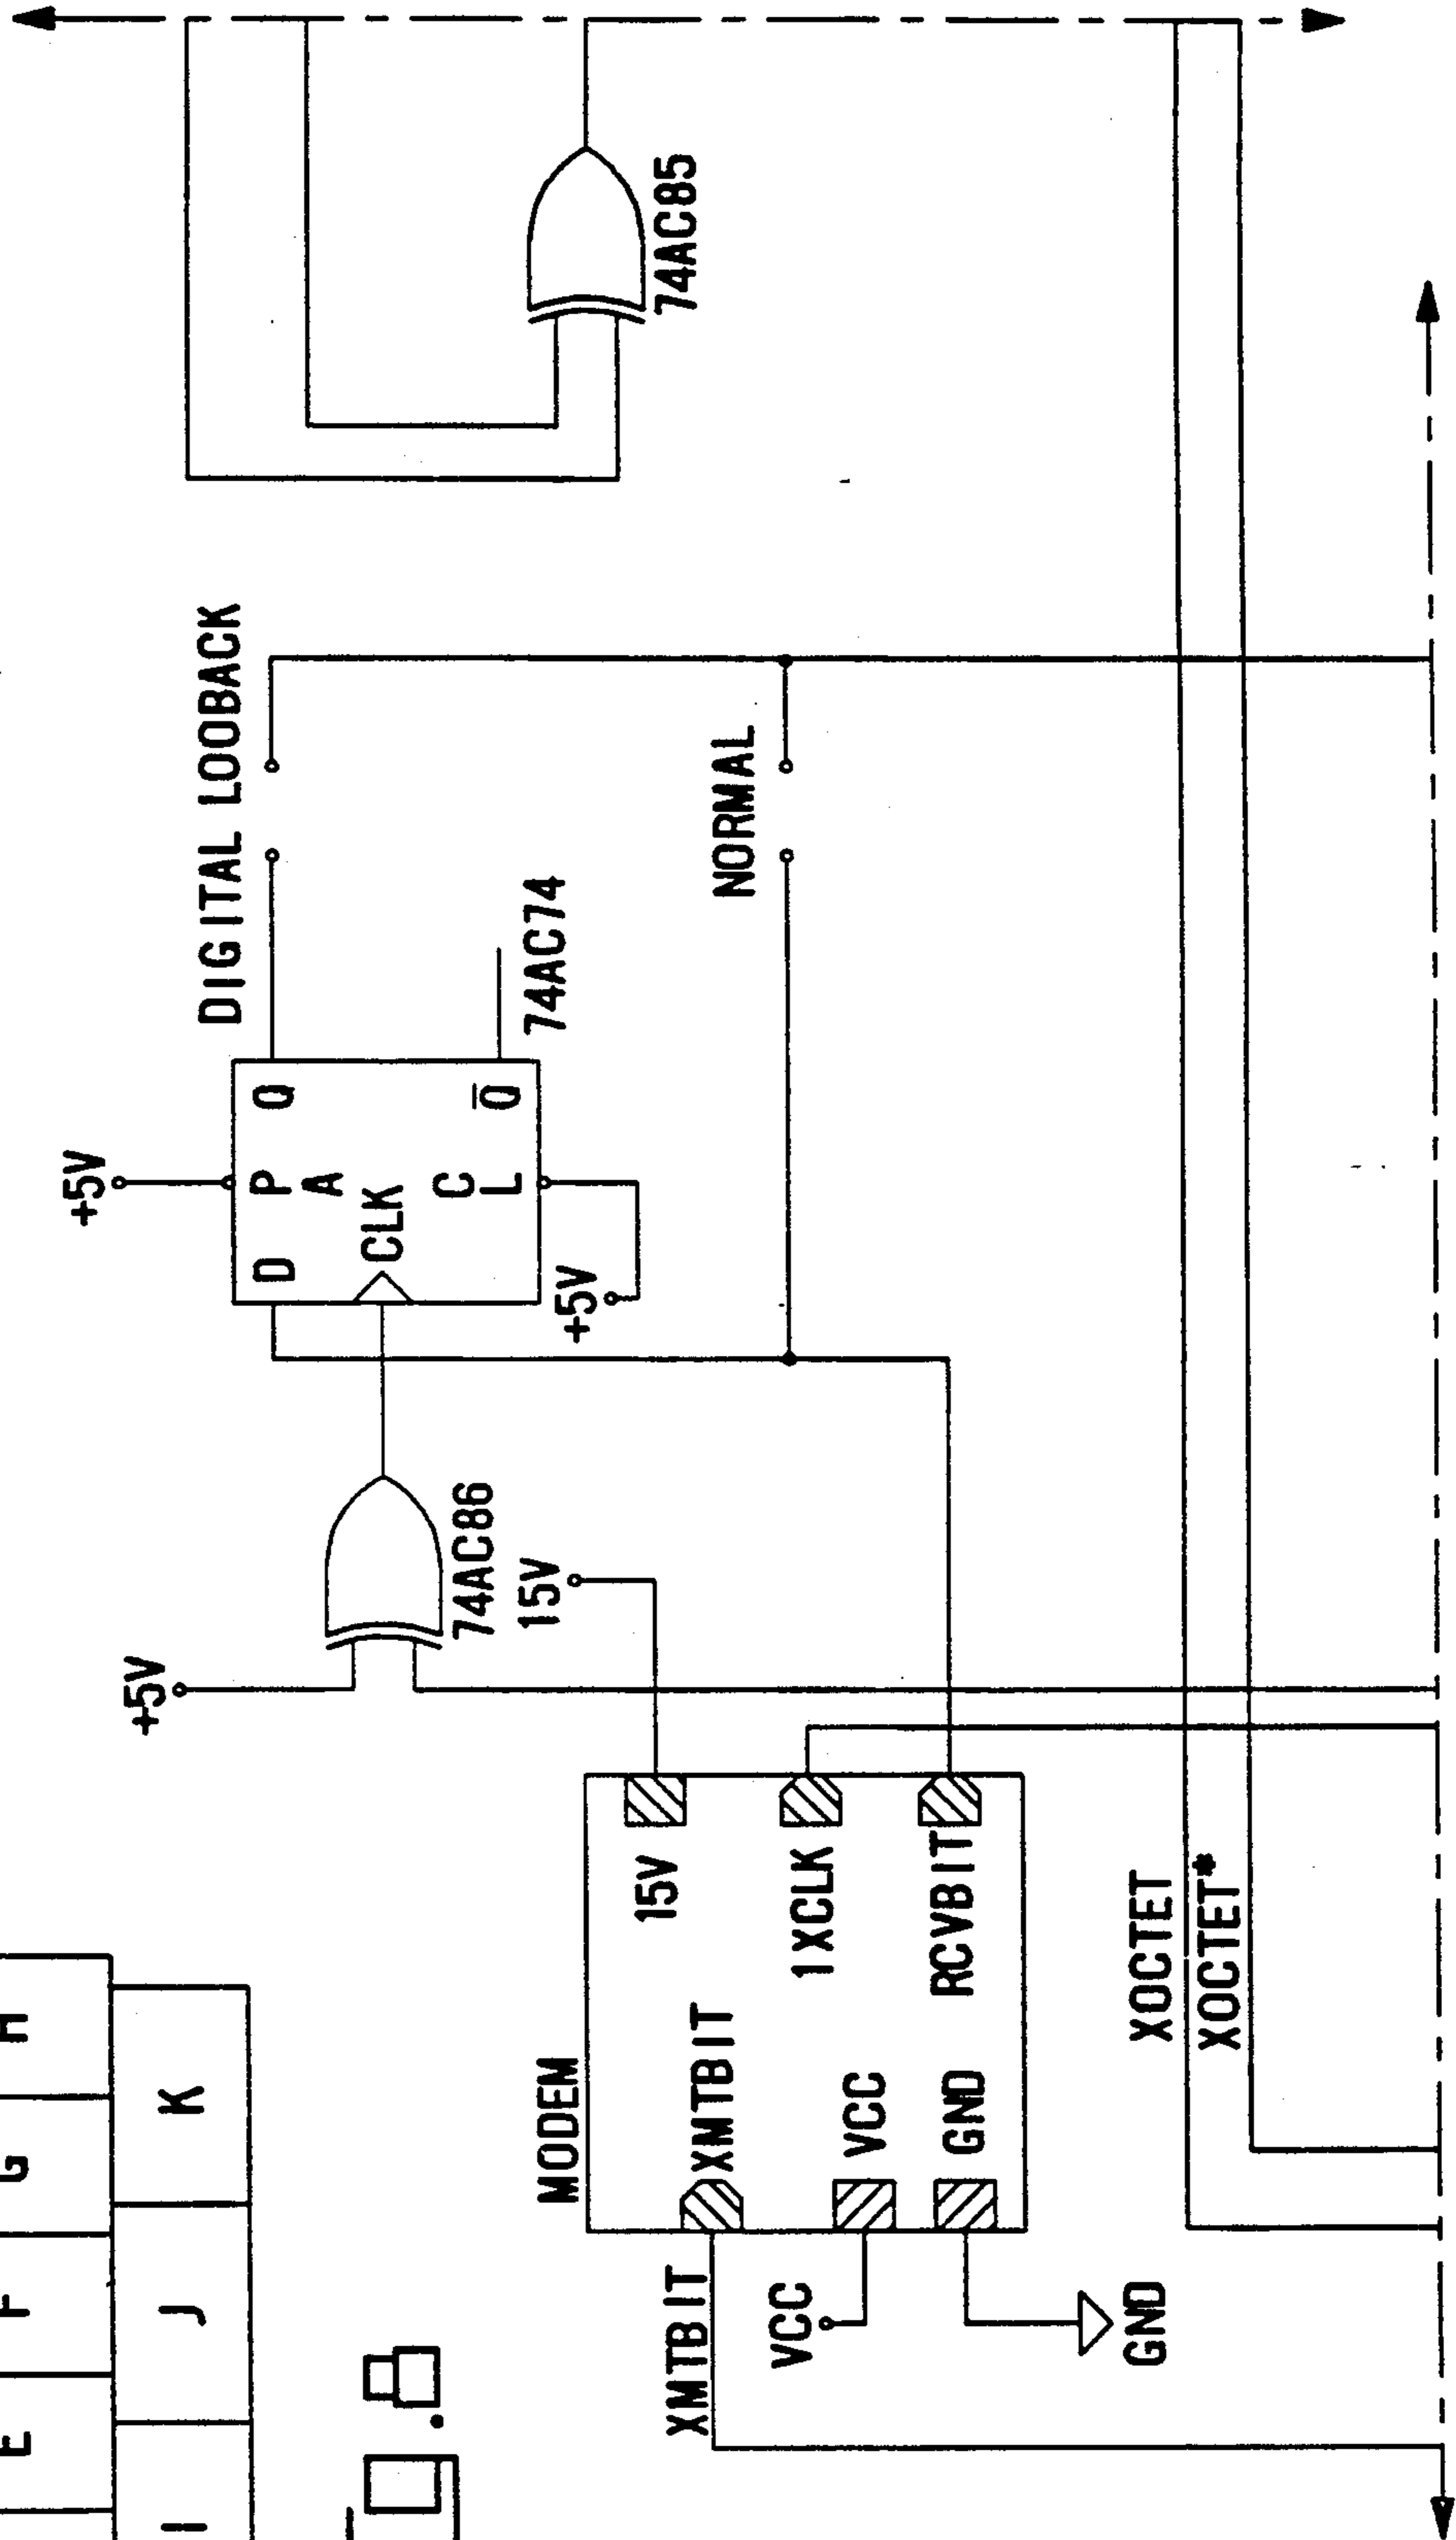 E F G H
I J K
+5V
+5V
DIGITAL LOOBACK
D P Q
A
CLK
C
L Q̅
74AC86
+5V
74AC74
15V
74AC85
MODEM
XMTBIT
XMTBIT
15V
NORMAL
VCC
VCC
1XCLK
GND
RCVBIT
GND
XOCTET
XOCTET*